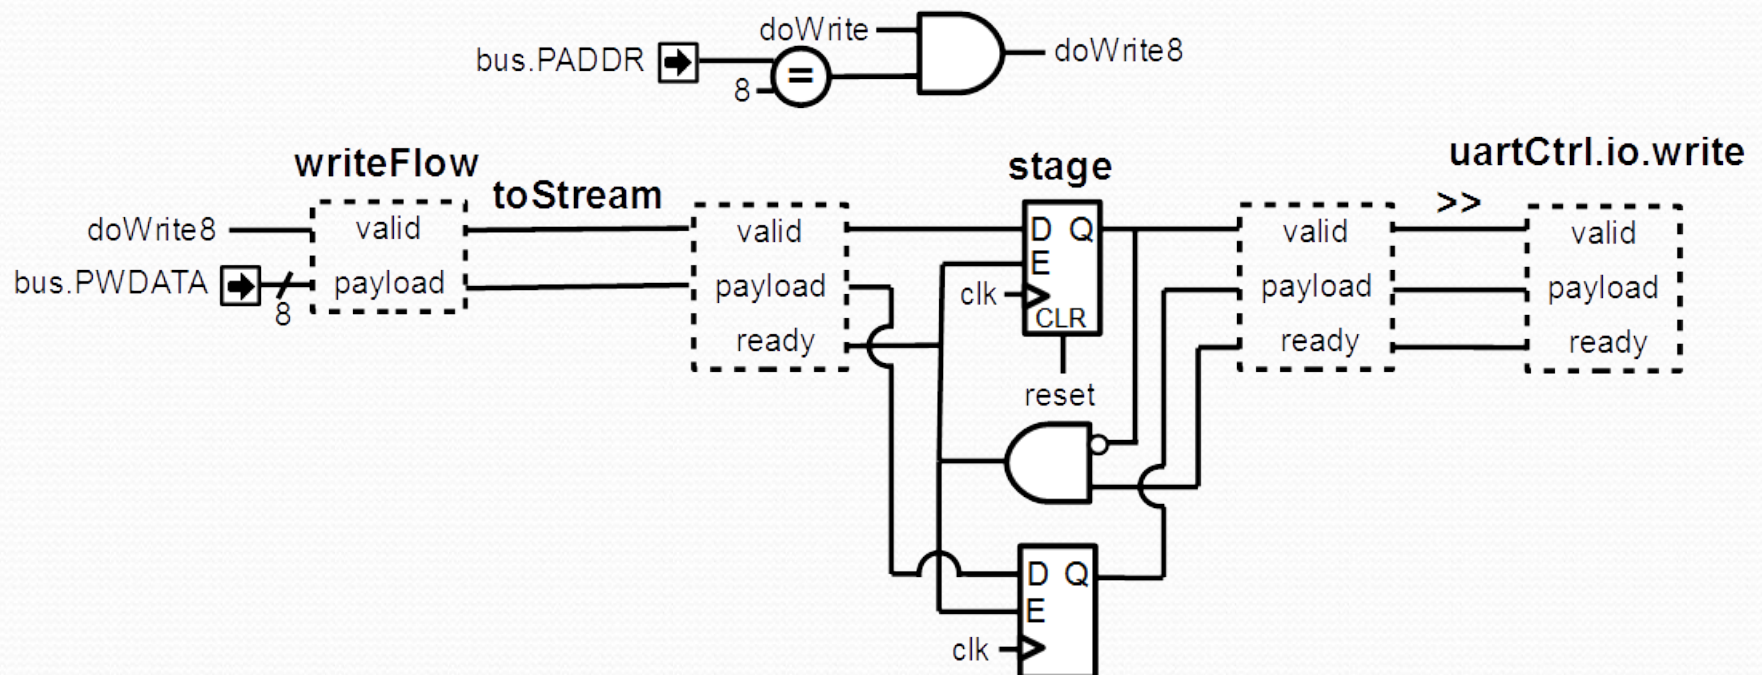 doWrite
bus.PADDR
=
8
doWrite8
writeFlow
toStream
stage
uartCtrl.io.write
>>
doWrite8
valid
bus.PWDATA
payload
8
valid
payload
ready
D Q
E
clk
CLR
reset
valid
payload
ready
valid
payload
ready
D Q
E
clk